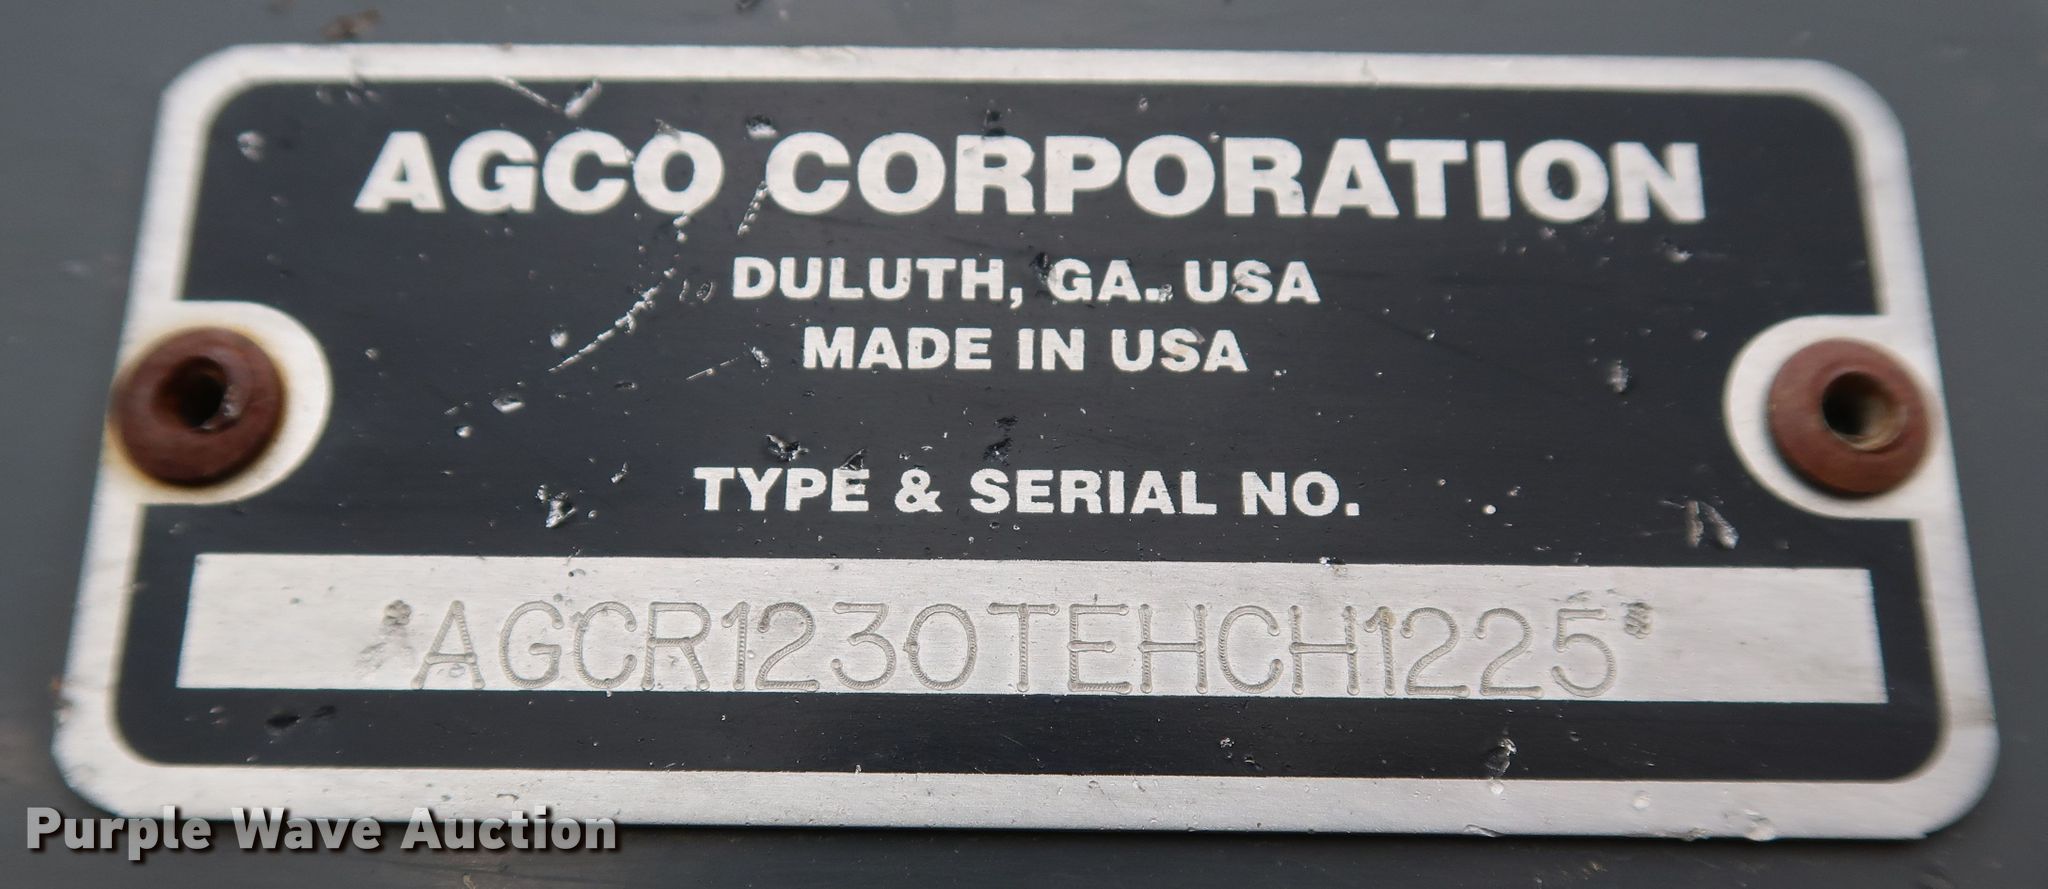 AGCO CORPORATION
DULUTH, GA. USA
MADE IN USA
TYPE & SERIAL NO.
*AGCR1230TEHCH1225*
Purple Wave Auction